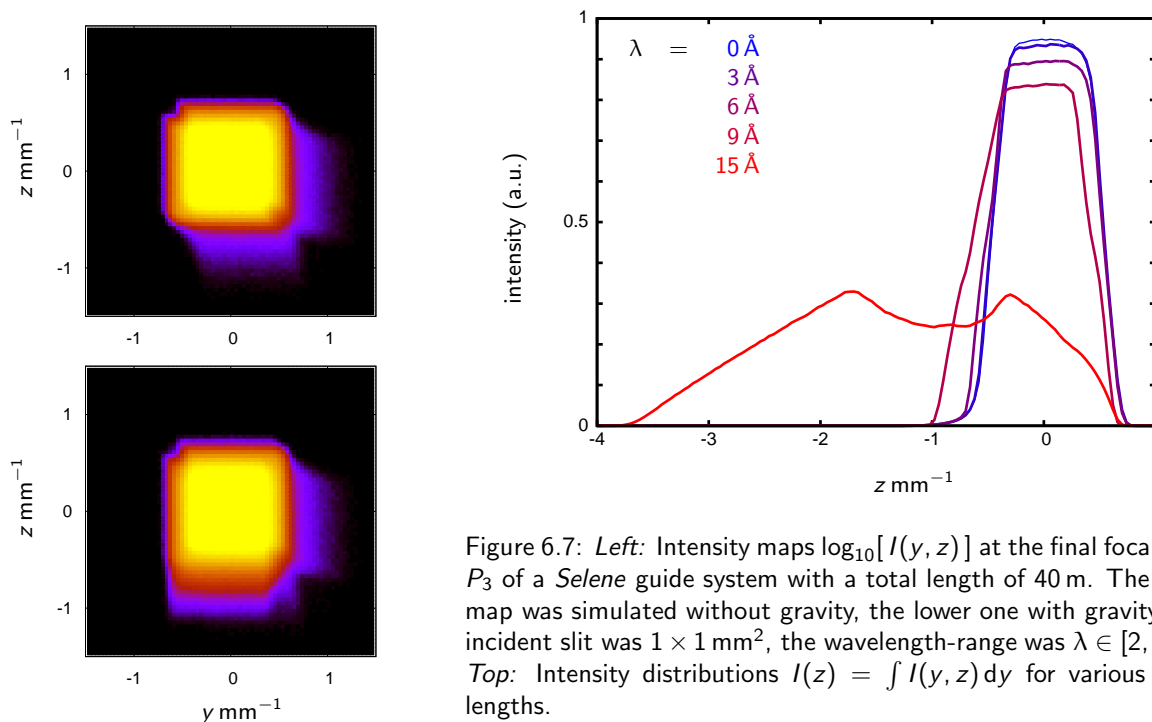 1
0
-1
z mm⁻¹
-1
0
1
1
0
-1
z mm⁻¹
-1
0
1
y mm⁻¹
λ = 0 Å
3 Å
6 Å
9 Å
15 Å
1
0.5
0
intensity (a.u.)
-4
-3
-2
-1
0
z mm⁻¹
Figure 6.7: Left: Intensity maps log₁₀[ I(y, z) ] at the final foca
P₃ of a Selene guide system with a total length of 40 m. The
map was simulated without gravity, the lower one with gravity
incident slit was 1 × 1 mm², the wavelength-range was λ ∈ [2,
Top: Intensity distributions I(z) = ∫ I(y, z) dy for various
lengths.